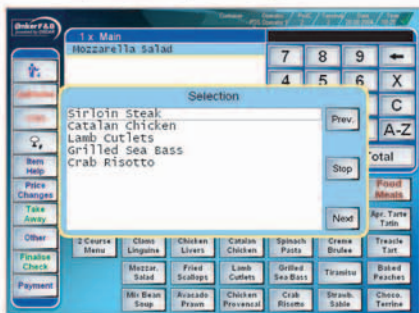 1 x Main
Mozzarella Salad
7 8 9
4 5 6 X
C
A-Z
Selection
Sirloin Steak
Catalan Chicken
Lamb Cutlets
Grilled Sea Bass
Crab Risotto
Prev.
Stop
Next
Item
Help
Price
Changes
Take
Away
Other
Finalise
Check
Payment
Food
Meals
Apr. Tarte
Tatin
2 Course
Menu
Clams
Linguine
Chicken
Livers
Catalan
Chicken
Spinach
Pasta
Creme
Brulee
Treacle
Tart
Mozzar.
Salad
Fried
Scallops
Lamb
Cutlets
Grilled
Sea Bass
Tiramisu
Baked
Peaches
Mix Bean
Soup
Avocado
Prawn
Chicken
Provencal
Crab
Risotto
Strawb.
Sable
Choco.
Terrine